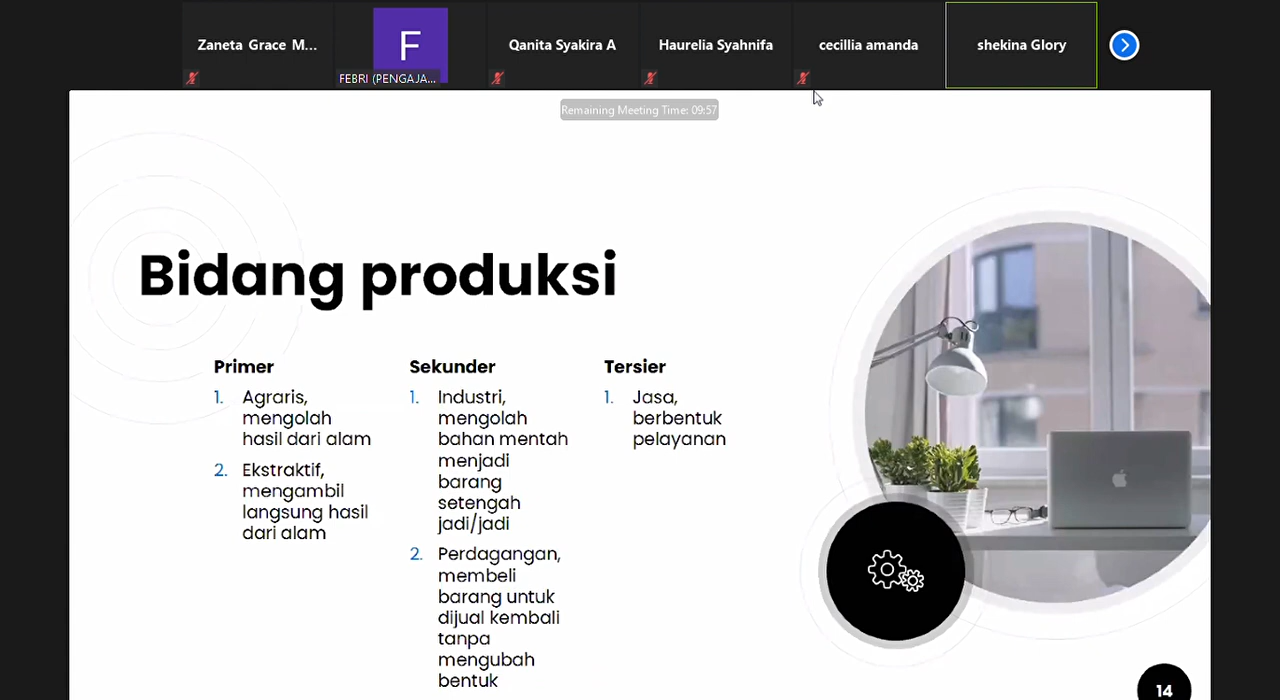 Zaneta Grace M...
F
FEBRI (PENGAJA...
Qanita Syakira A
Haurelia Syahnifa
cecillia amanda
shekina Glory
Remaining Meeting Time: 09:57
Bidang produksi
Primer
1. Agraris,
mengolah
hasil dari alam
2. Ekstraktif,
mengambil
langsung hasil
dari alam
Sekunder
1. Industri,
mengolah
bahan mentah
menjadi
barang
setengah
jadi/jadi
2. Perdagangan,
membeli
barang untuk
dijual kembali
tanpa
mengubah
bentuk
Tersier
1. Jasa,
berbentuk
pelayanan
14